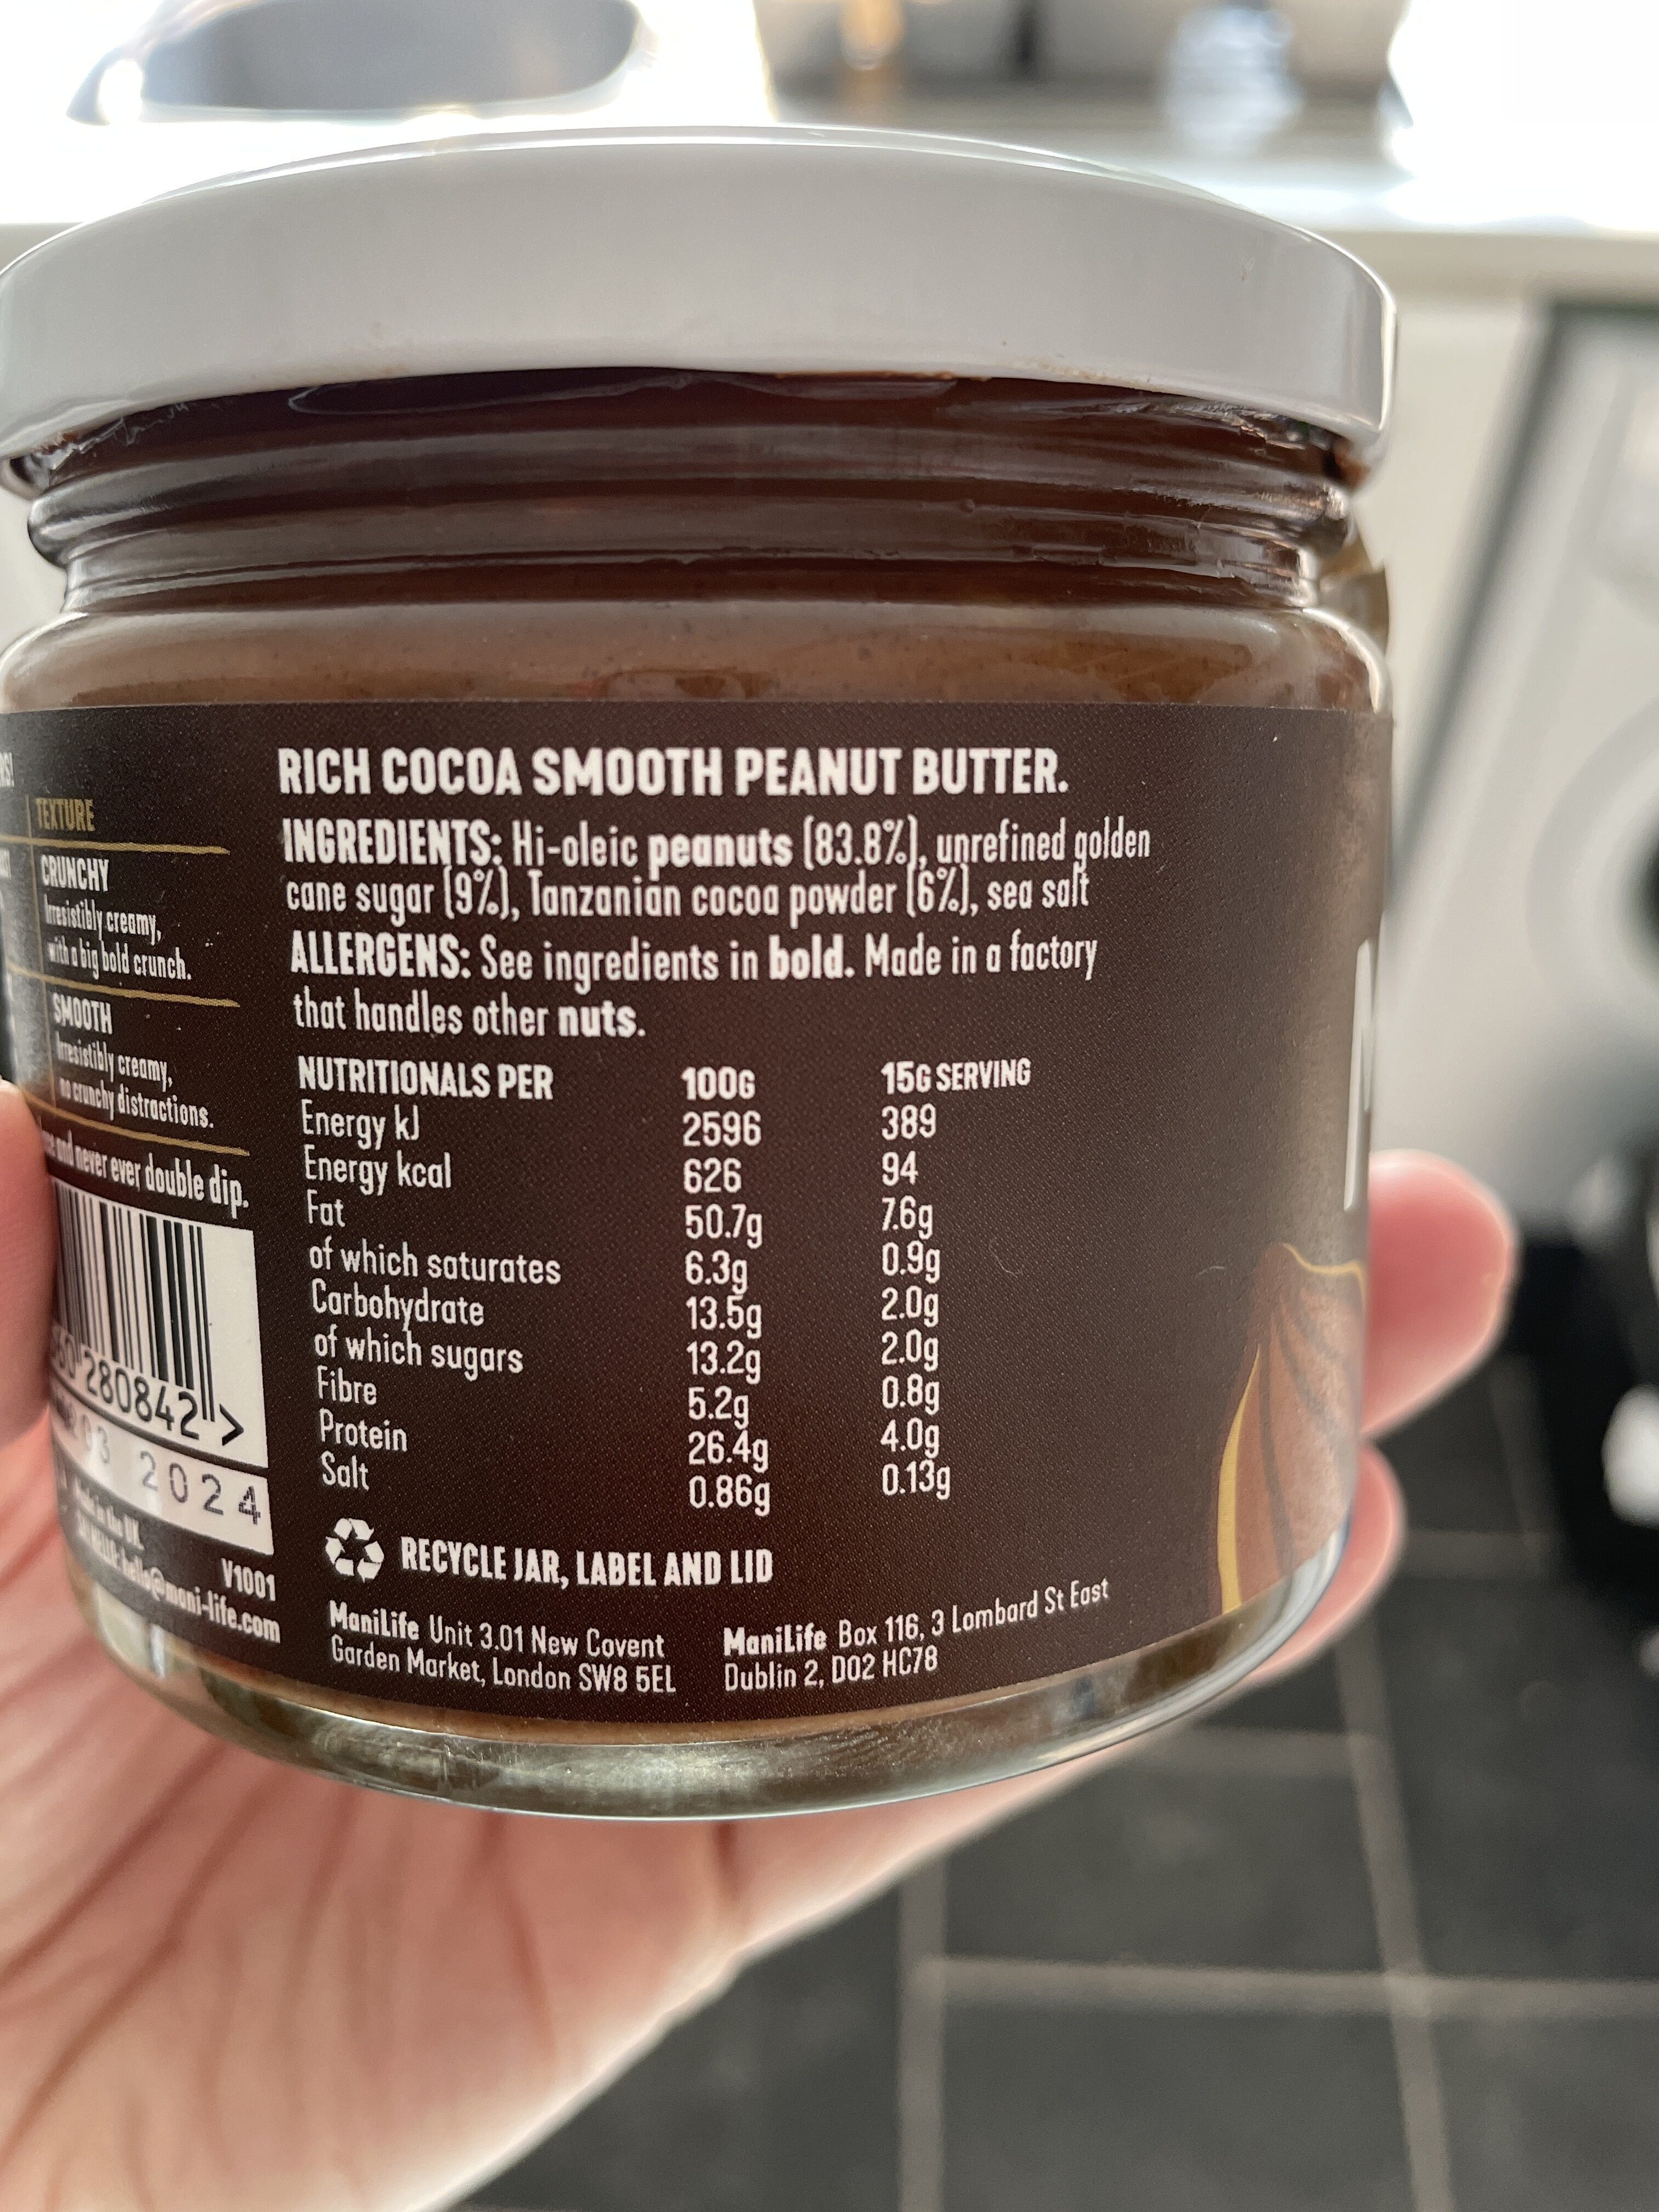 TEXTURE
CRUNCHY
Irresistibly creamy,
with a big bold crunch.
SMOOTH
Irresistibly creamy,
no crunchy distractions.
and never ever double dip.
280842 >
03 2024
Made in the UK
V1001
hello@mani-life.com
RICH COCOA SMOOTH PEANUT BUTTER.
INGREDIENTS: Hi-oleic peanuts (83.8%), unrefined golden
cane sugar (9%), Tanzanian cocoa powder (6%), sea salt
ALLERGENS: See ingredients in bold. Made in a factory
that handles other nuts.
NUTRITIONALS PER 100G 15G SERVING
Energy kJ 2596 389
Energy kcal 626 94
Fat 50.7g 7.6g
of which saturates 6.3g 0.9g
Carbohydrate 13.5g 2.0g
of which sugars 13.2g 2.0g
Fibre 5.2g 0.8g
Protein 26.4g 4.0g
Salt 0.86g 0.13g
RECYCLE JAR, LABEL AND LID
ManiLife Unit 3.01 New Covent
Garden Market, London SW8 5EL
ManiLife Box 116, 3 Lombard St East
Dublin 2, D02 HC78